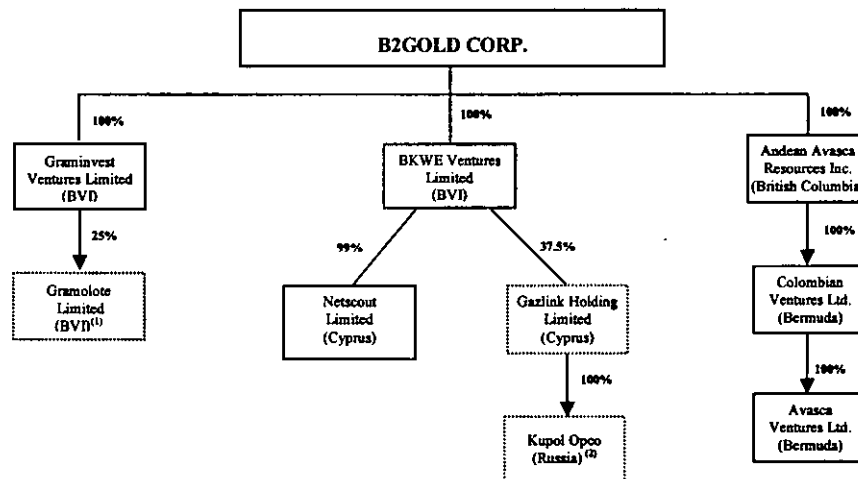 B2GOLD CORP.
100%
100%
100%
Graminvest
Ventures Limited
(BVI)
BKWE Ventures
Limited
(BVI)
Andean Avasca
Resources Inc.
(British Columbia
25%
99%
37.5%
100%
Gramolote
Limited
(BVI)(1)
Netscout
Limited
(Cyprus)
Gazlink Holding
Limited
(Cyprus)
Colombian
Ventures Ltd.
(Bermuda)
100%
100%
Kupol Opco
(Russia) (2)
Avasca
Ventures Ltd.
(Bermuda)